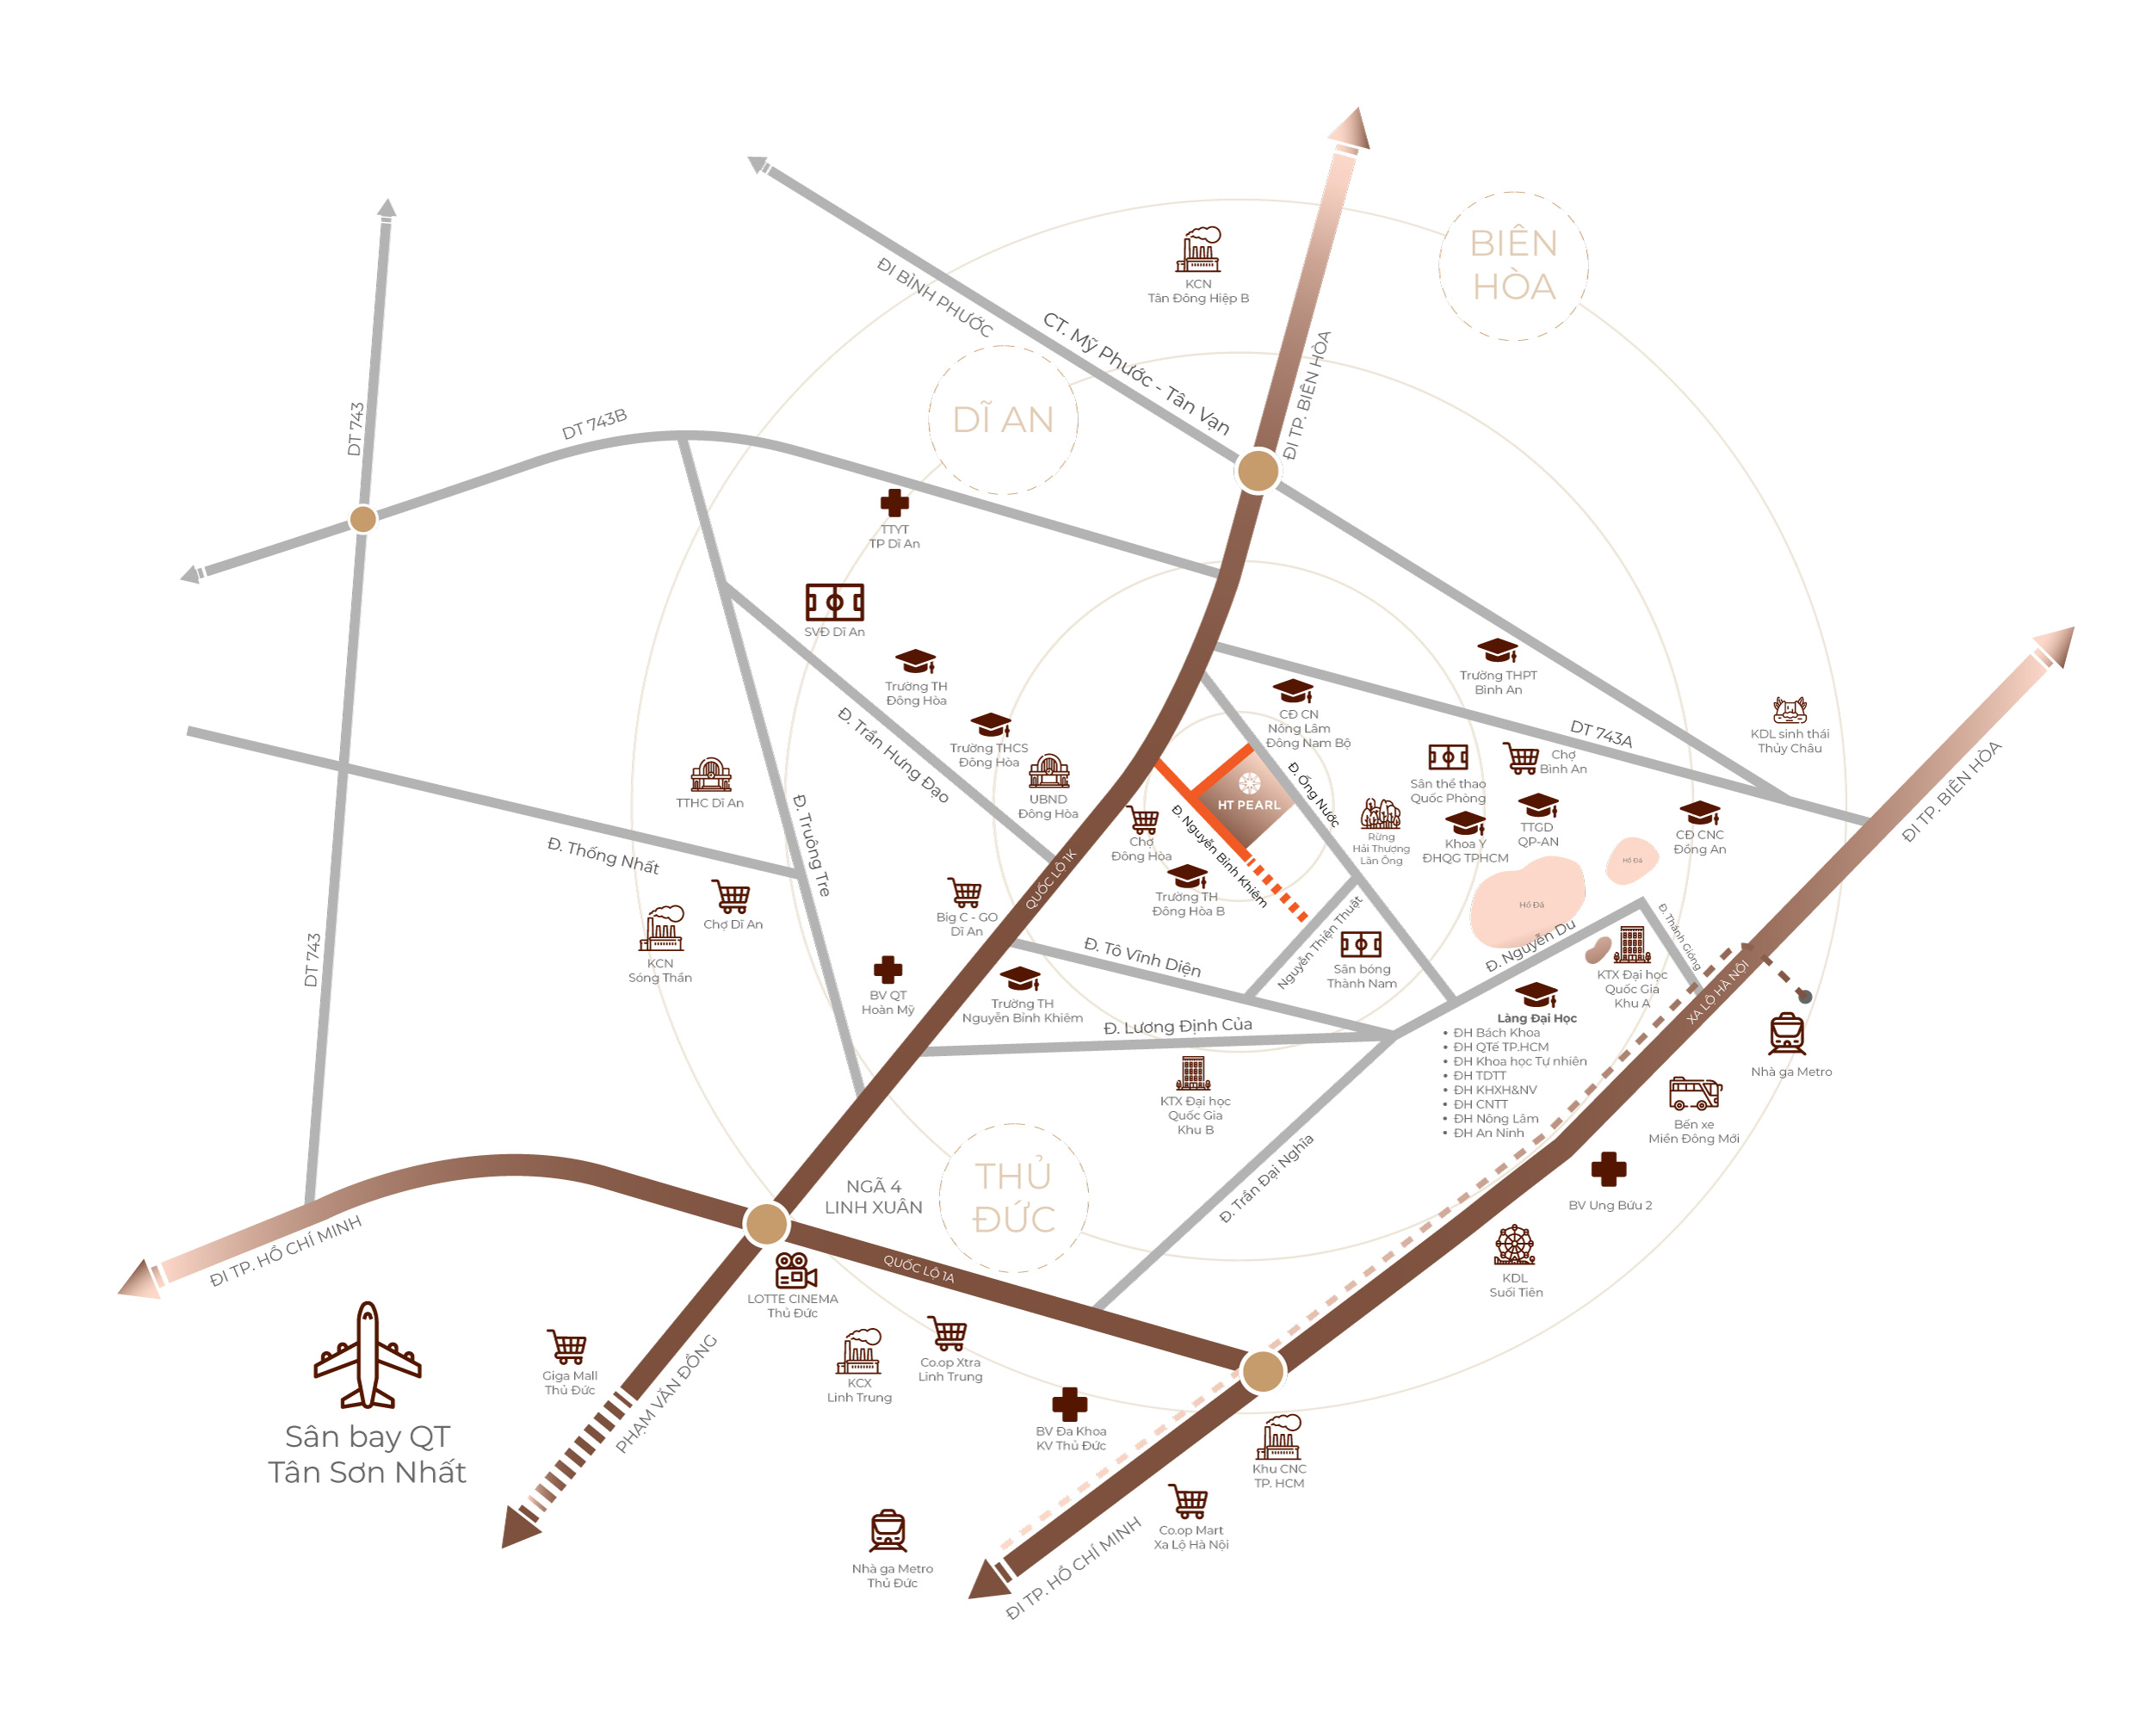 BIÊN
HÒA
KCN
Tân Đông Hiệp B
ĐI BÌNH PHƯỚC
CT. Mỹ Phước - Tân Vạn
ĐI TP. BIÊN HÒA
DĨ AN
DT 743
DT 743B
TTYT
TP Dĩ An
SVĐ Dĩ An
Trường TH
Đông Hòa
Trường THCS
Đông Hòa
Đ. Trần Hưng Đạo
UBND
Đông Hòa
TTHC Dĩ An
Đ. Truông Tre
Đ. Thống Nhất
Chợ Dĩ An
KCN
Sóng Thần
DT 743
CĐ CN
Nông Lâm
Đông Nam Bộ
Trường THPT
Bình An
DT 743A
KDL sinh thái
Thủy Châu
HT PEARL
Đ. Ống Nước
Đ. Nguyễn Bỉnh Khiêm
Chợ
Đông Hòa
Trường TH
Đông Hòa B
Sân thể thao
Quốc Phòng
Chợ
Bình An
Rừng
Hải Thượng
Lãn Ông
Khoa Y
ĐHQG TPHCM
TTGD
QP-AN
CĐ CNC
Đồng An
Hồ Đá
Hồ Đá
ĐI TP. BIÊN HÒA
QUỐC LỘ 1K
Big C - GO
Dĩ An
BV QT
Hoàn Mỹ
Trường TH
Nguyễn Bỉnh Khiêm
Đ. Tô Vĩnh Diện
Nguyễn Thiện Thuật
Sân bóng
Thành Nam
Đ. Nguyễn Du
Đ. Thánh Gióng
KTX Đại học
Quốc Gia
Khu A
XA LỘ HÀ NỘI
Đ. Lương Định Của
Làng Đại Học
• ĐH Bách Khoa
• ĐH QTế TP.HCM
• ĐH Khoa học Tự nhiên
• ĐH TDTT
• ĐH KHXH&NV
• ĐH CNTT
• ĐH Nông Lâm
• ĐH An Ninh
Nhà ga Metro
Bến xe
Miền Đông Mới
KTX Đại học
Quốc Gia
Khu B
Đ. Trần Đại Nghĩa
BV Ung Bứu 2
KDL
Suối Tiên
THỦ
ĐỨC
NGÃ 4
LINH XUÂN
QUỐC LỘ 1A
ĐI TP. HỒ CHÍ MINH
LOTTE CINEMA
Thủ Đức
PHẠM VĂN ĐỒNG
Giga Mall
Thủ Đức
Sân bay QT
Tân Sơn Nhất
KCX
Linh Trung
Co.op Xtra
Linh Trung
BV Đa Khoa
KV Thủ Đức
Khu CNC
TP. HCM
Co.op Mart
Xa Lộ Hà Nội
Nhà ga Metro
Thủ Đức
ĐI TP. HỒ CHÍ MINH